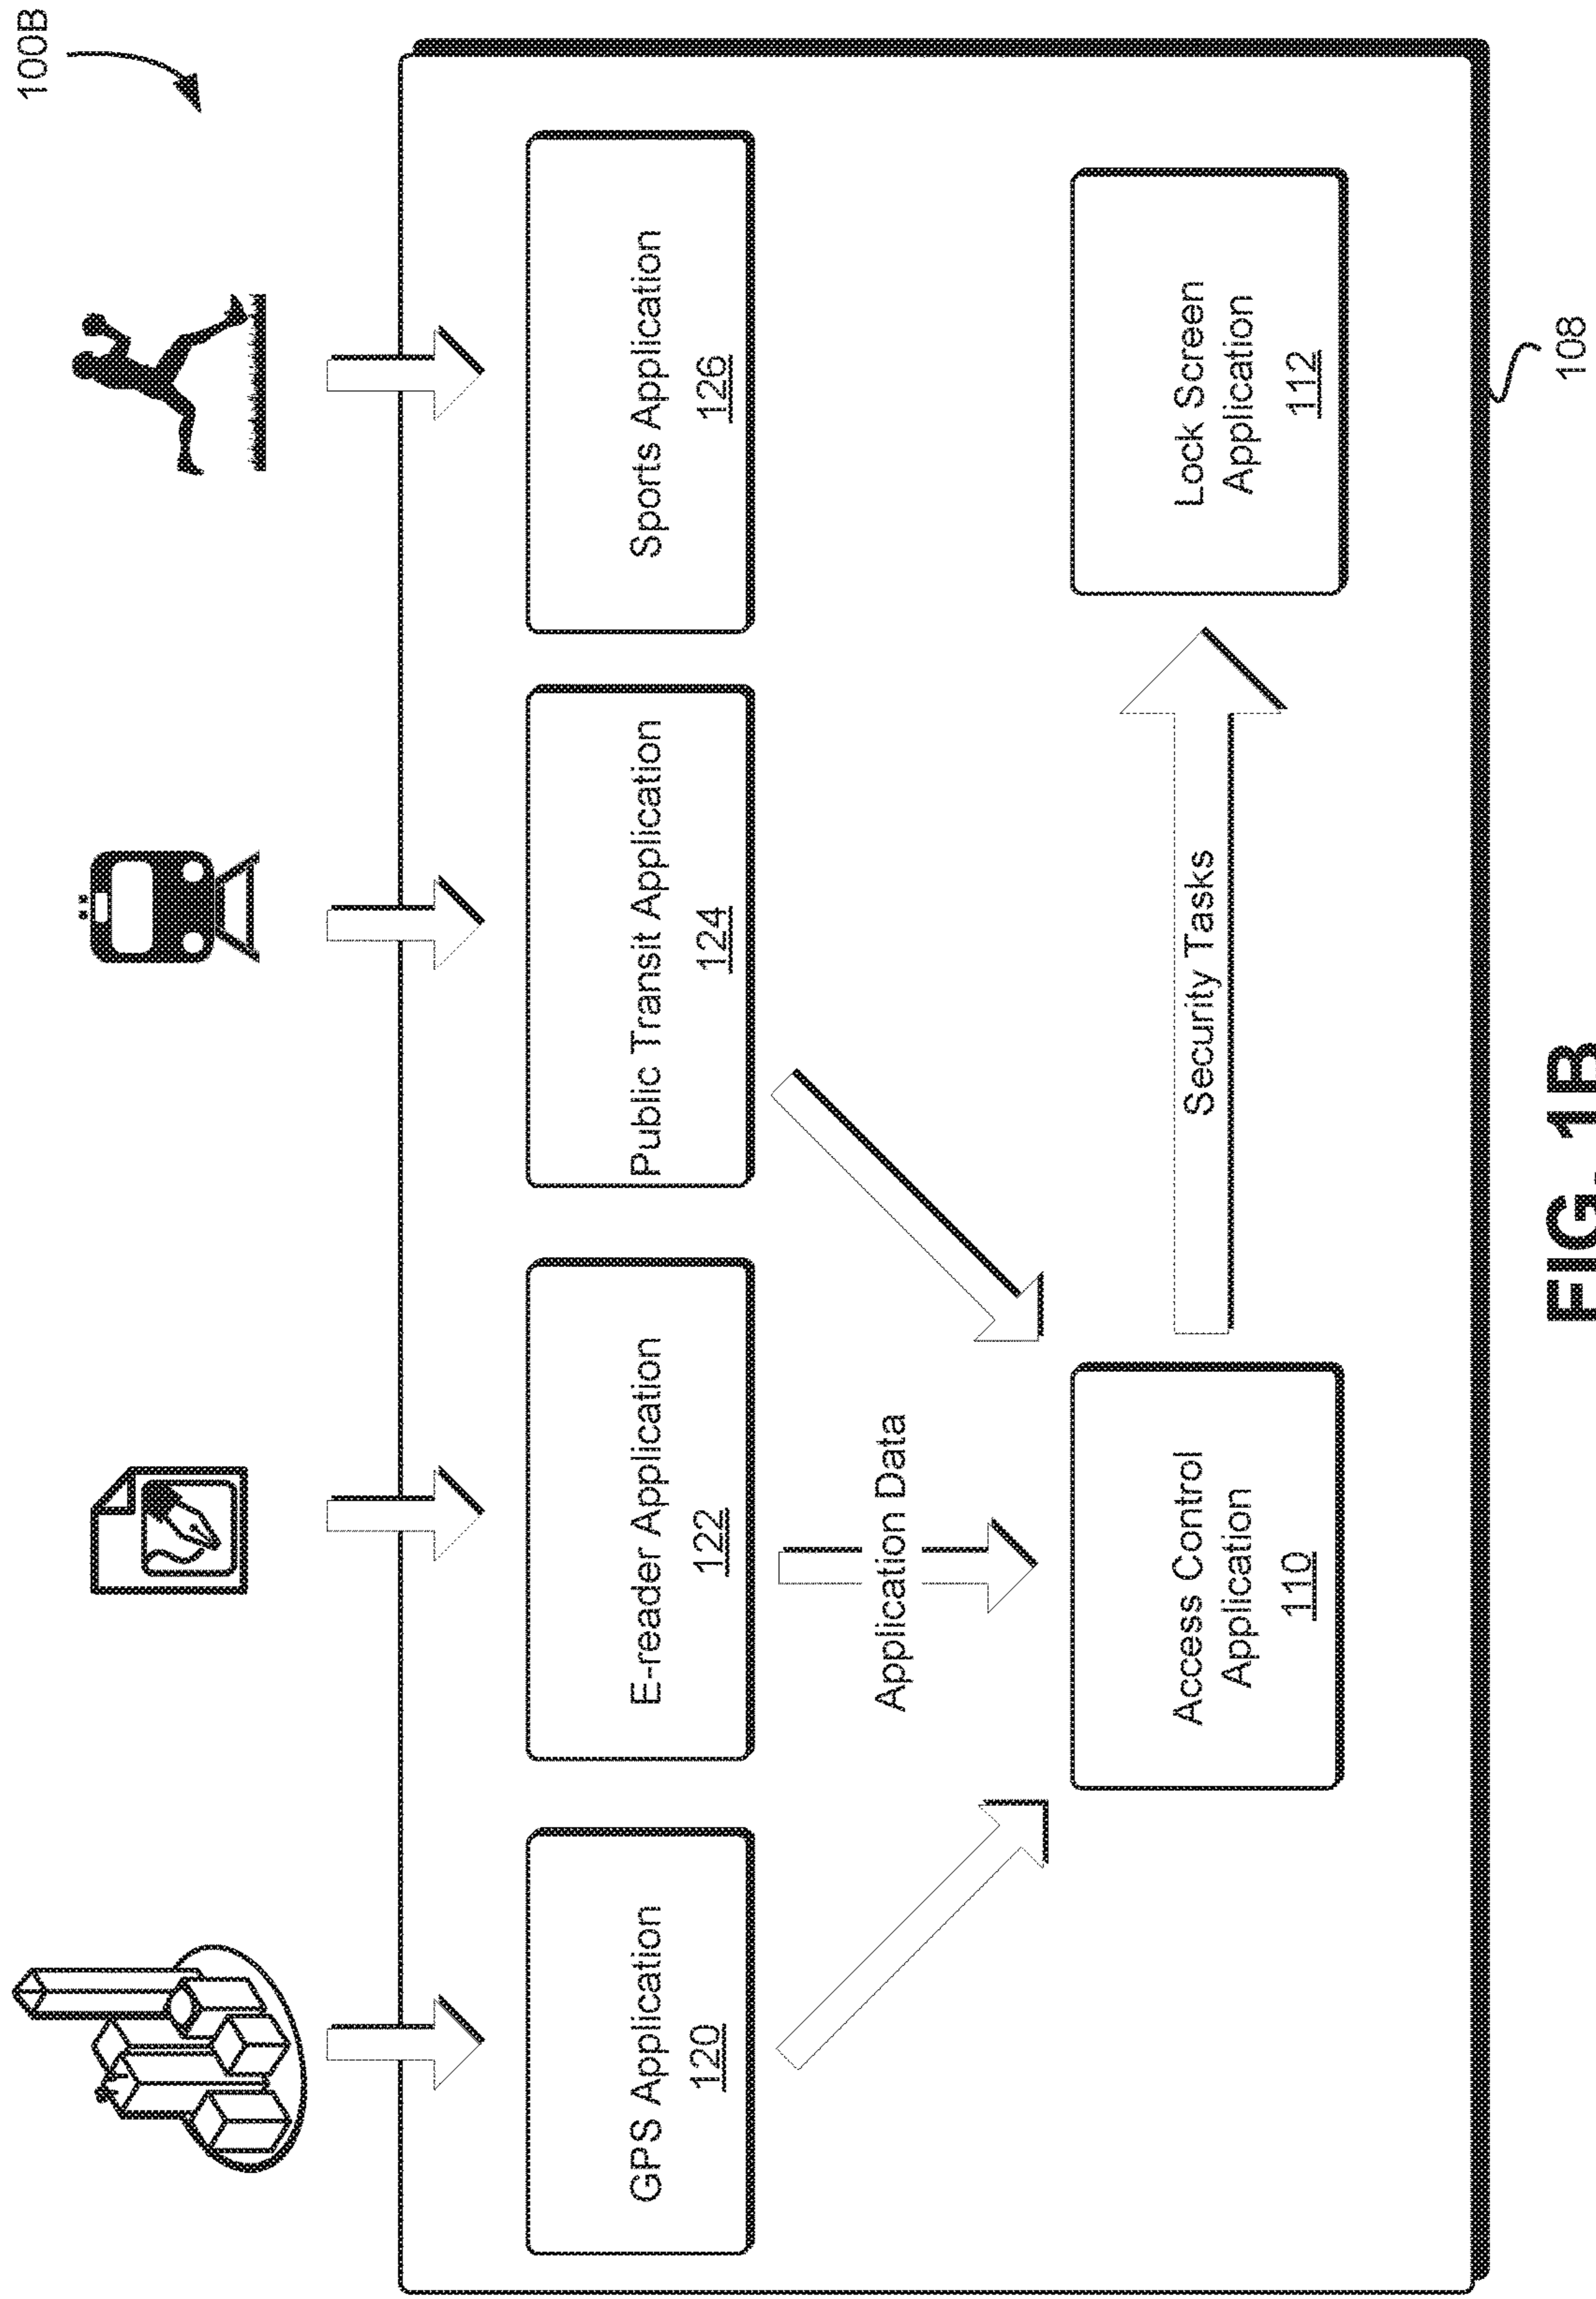 100B
GPS Application
120
E-reader Application
122
Public Transit Application
124
Sports Application
126
Application Data
Access Control
Application
110
Security Tasks
Lock Screen
Application
112
108
FIG. 1B